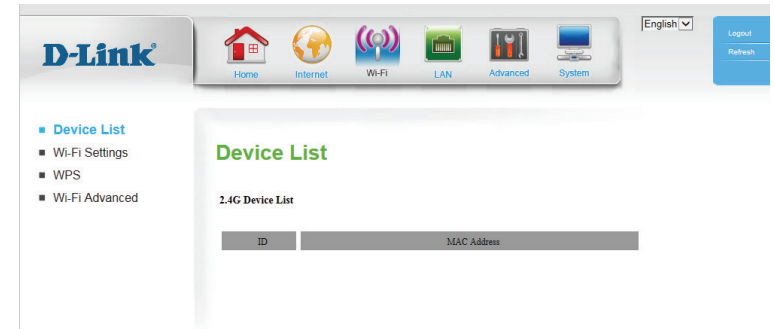 D-Link
Home
Internet
Wi-Fi
LAN
Advanced
System
English
Logout
Refresh
Device List
Wi-Fi Settings
WPS
Wi-Fi Advanced
Device List
2.4G Device List
ID MAC Address